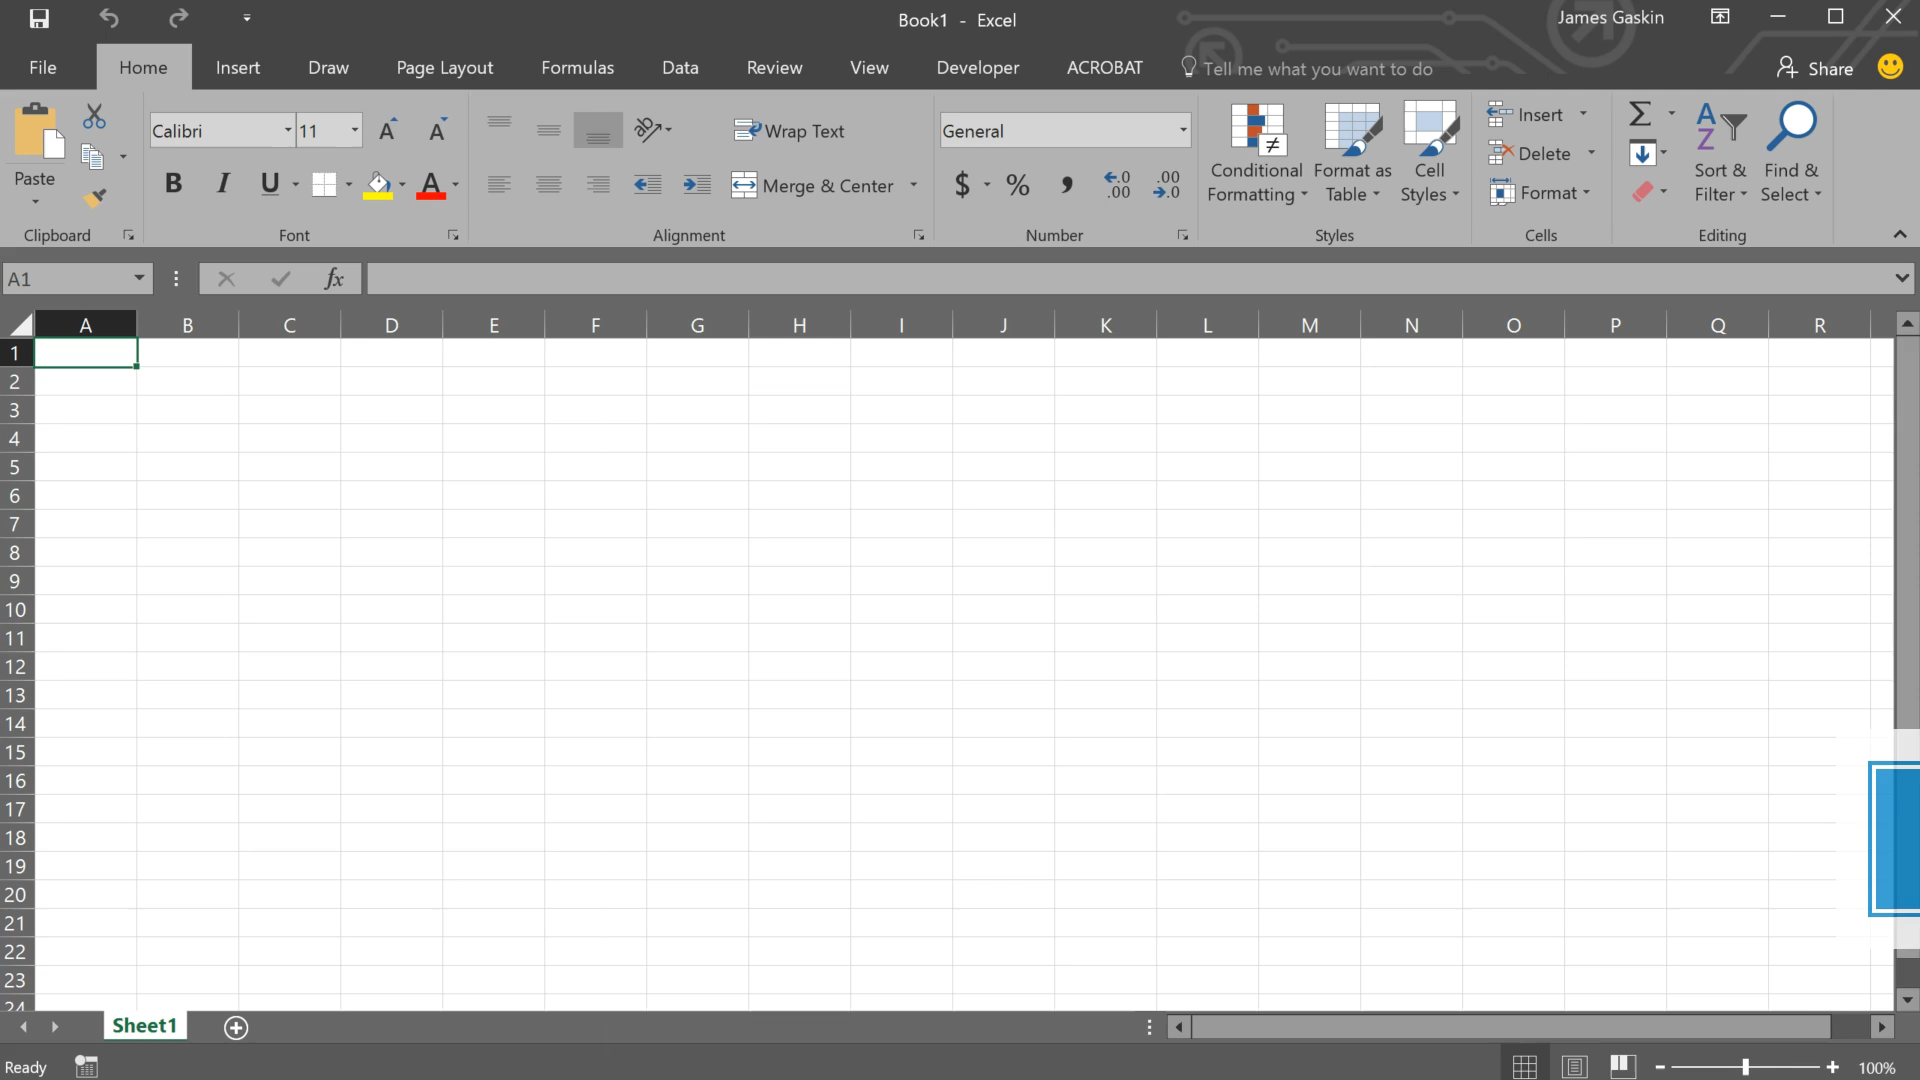 Book1 - Excel
James Gaskin
File Home Insert Draw Page Layout Formulas Data Review View Developer ACROBAT Tell me what you want to do Share
Calibri 11 Wrap Text General Insert
Delete
Paste B I U A Merge & Center $ % Conditional Formatting Format as Table Cell Styles Format Sort & Filter Find & Select
Clipboard Font Alignment Number Styles Cells Editing
A1 fx
A B C D E F G H I J K L M N O P Q R
1
2
3
4
5
6
7
8
9
10
11
12
13
14
15
16
17
18
19
20
21
22
23
24
Sheet1
Ready 100%